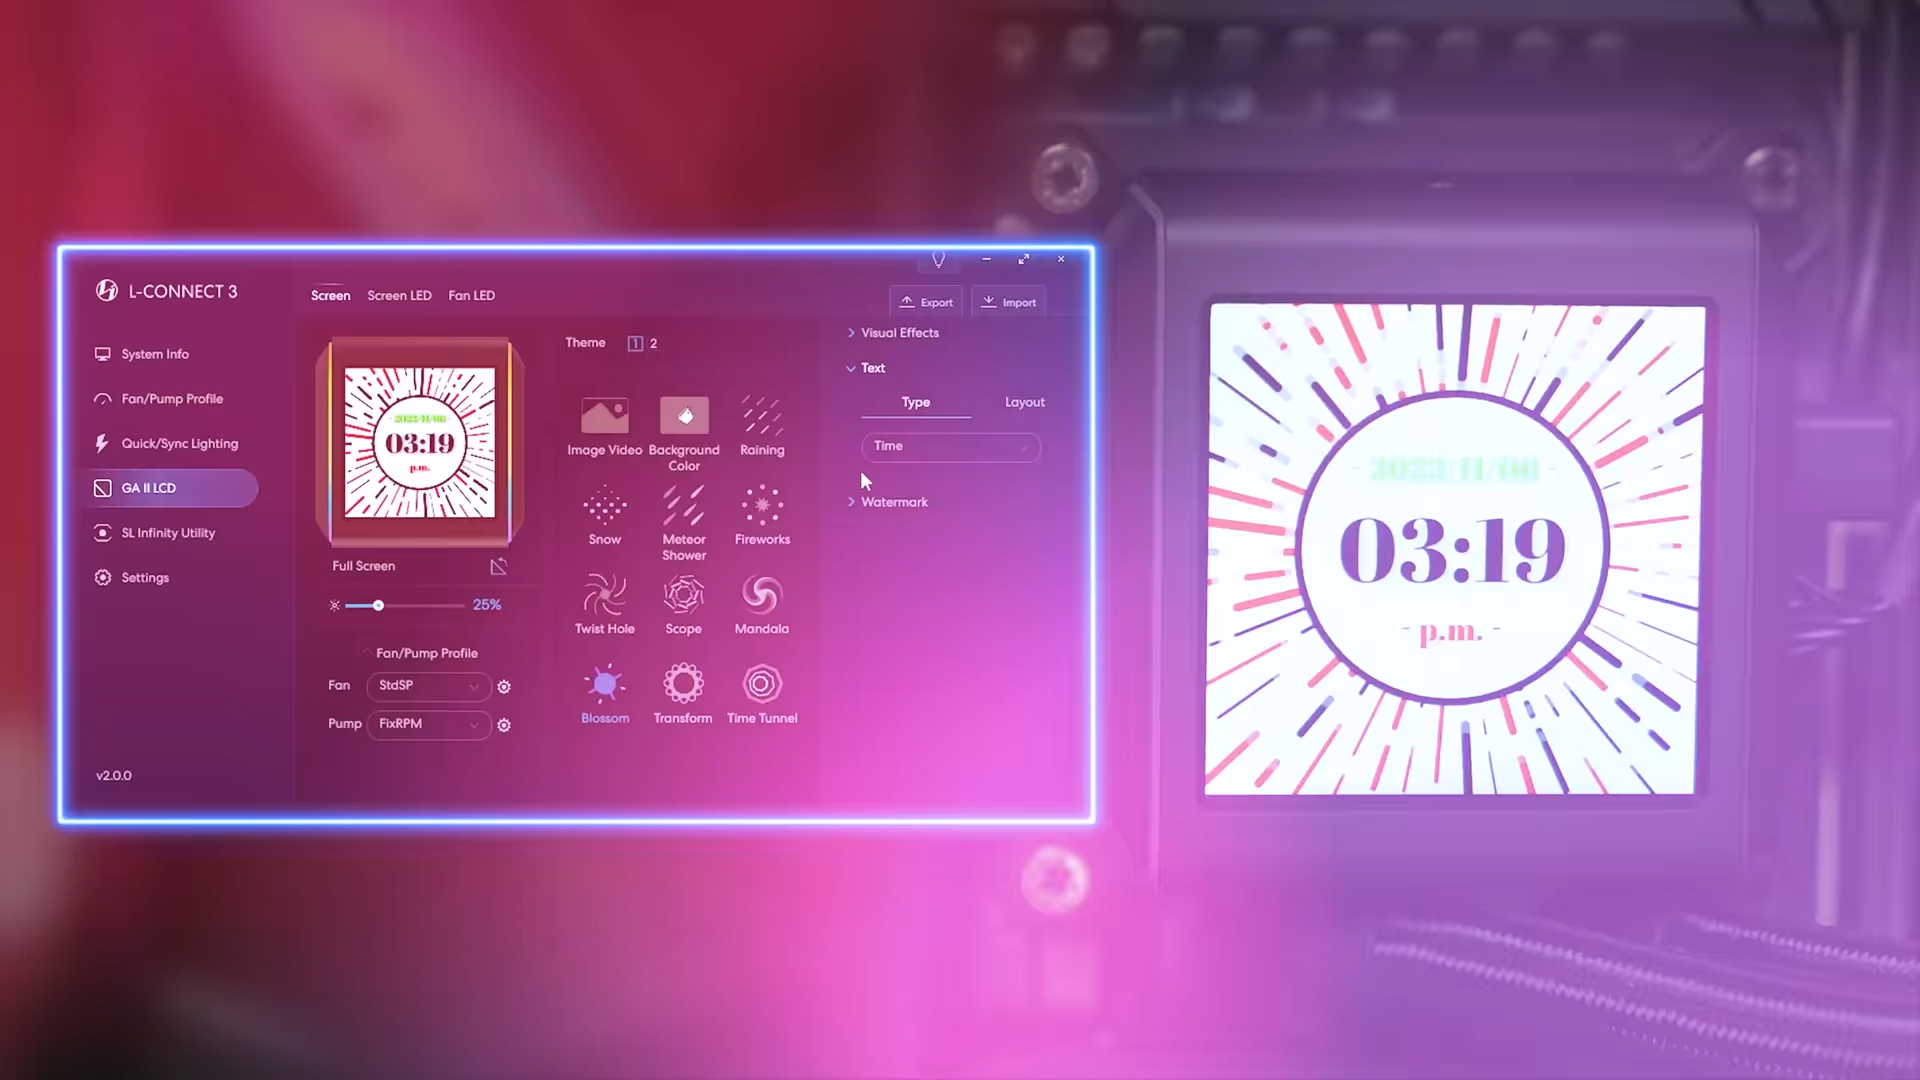 L-CONNECT 3
System Info
Fan/Pump Profile
Quick/Sync Lighting
GA II LCD
SL Infinity Utility
Settings
v2.0.0
Screen Screen LED Fan LED
03:19
p.m.
Full Screen
25%
Fan/Pump Profile
Fan StdSP
Pump FixRPM
Theme 1 2
Image Video
Background Color
Raining
Snow
Meteor Shower
Fireworks
Twist Hole
Scope
Mandala
Blossom
Transform
Time Tunnel
Export Import
Visual Effects
Text
Type Layout
Time
Watermark
03:19
- p.m. -